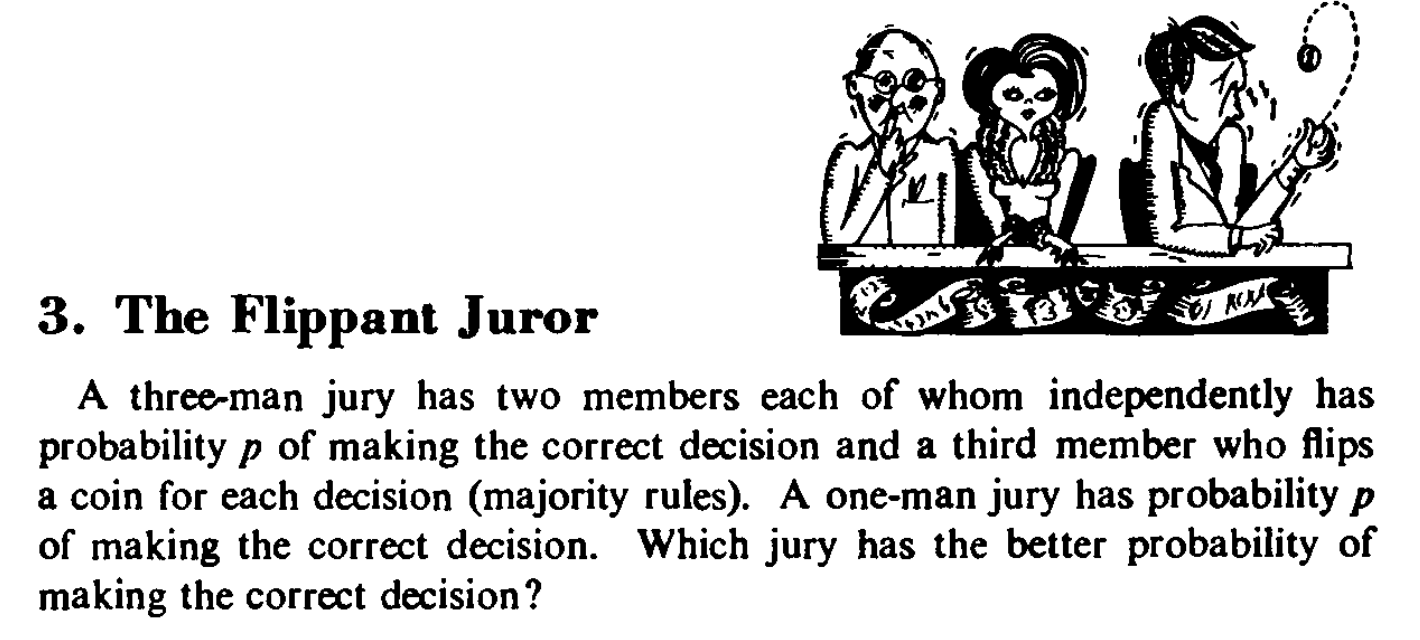 3. The Flippant Juror
A three-man jury has two members each of whom independently has
probability p of making the correct decision and a third member who flips
a coin for each decision (majority rules). A one-man jury has probability p
of making the correct decision. Which jury has the better probability of
making the correct decision?